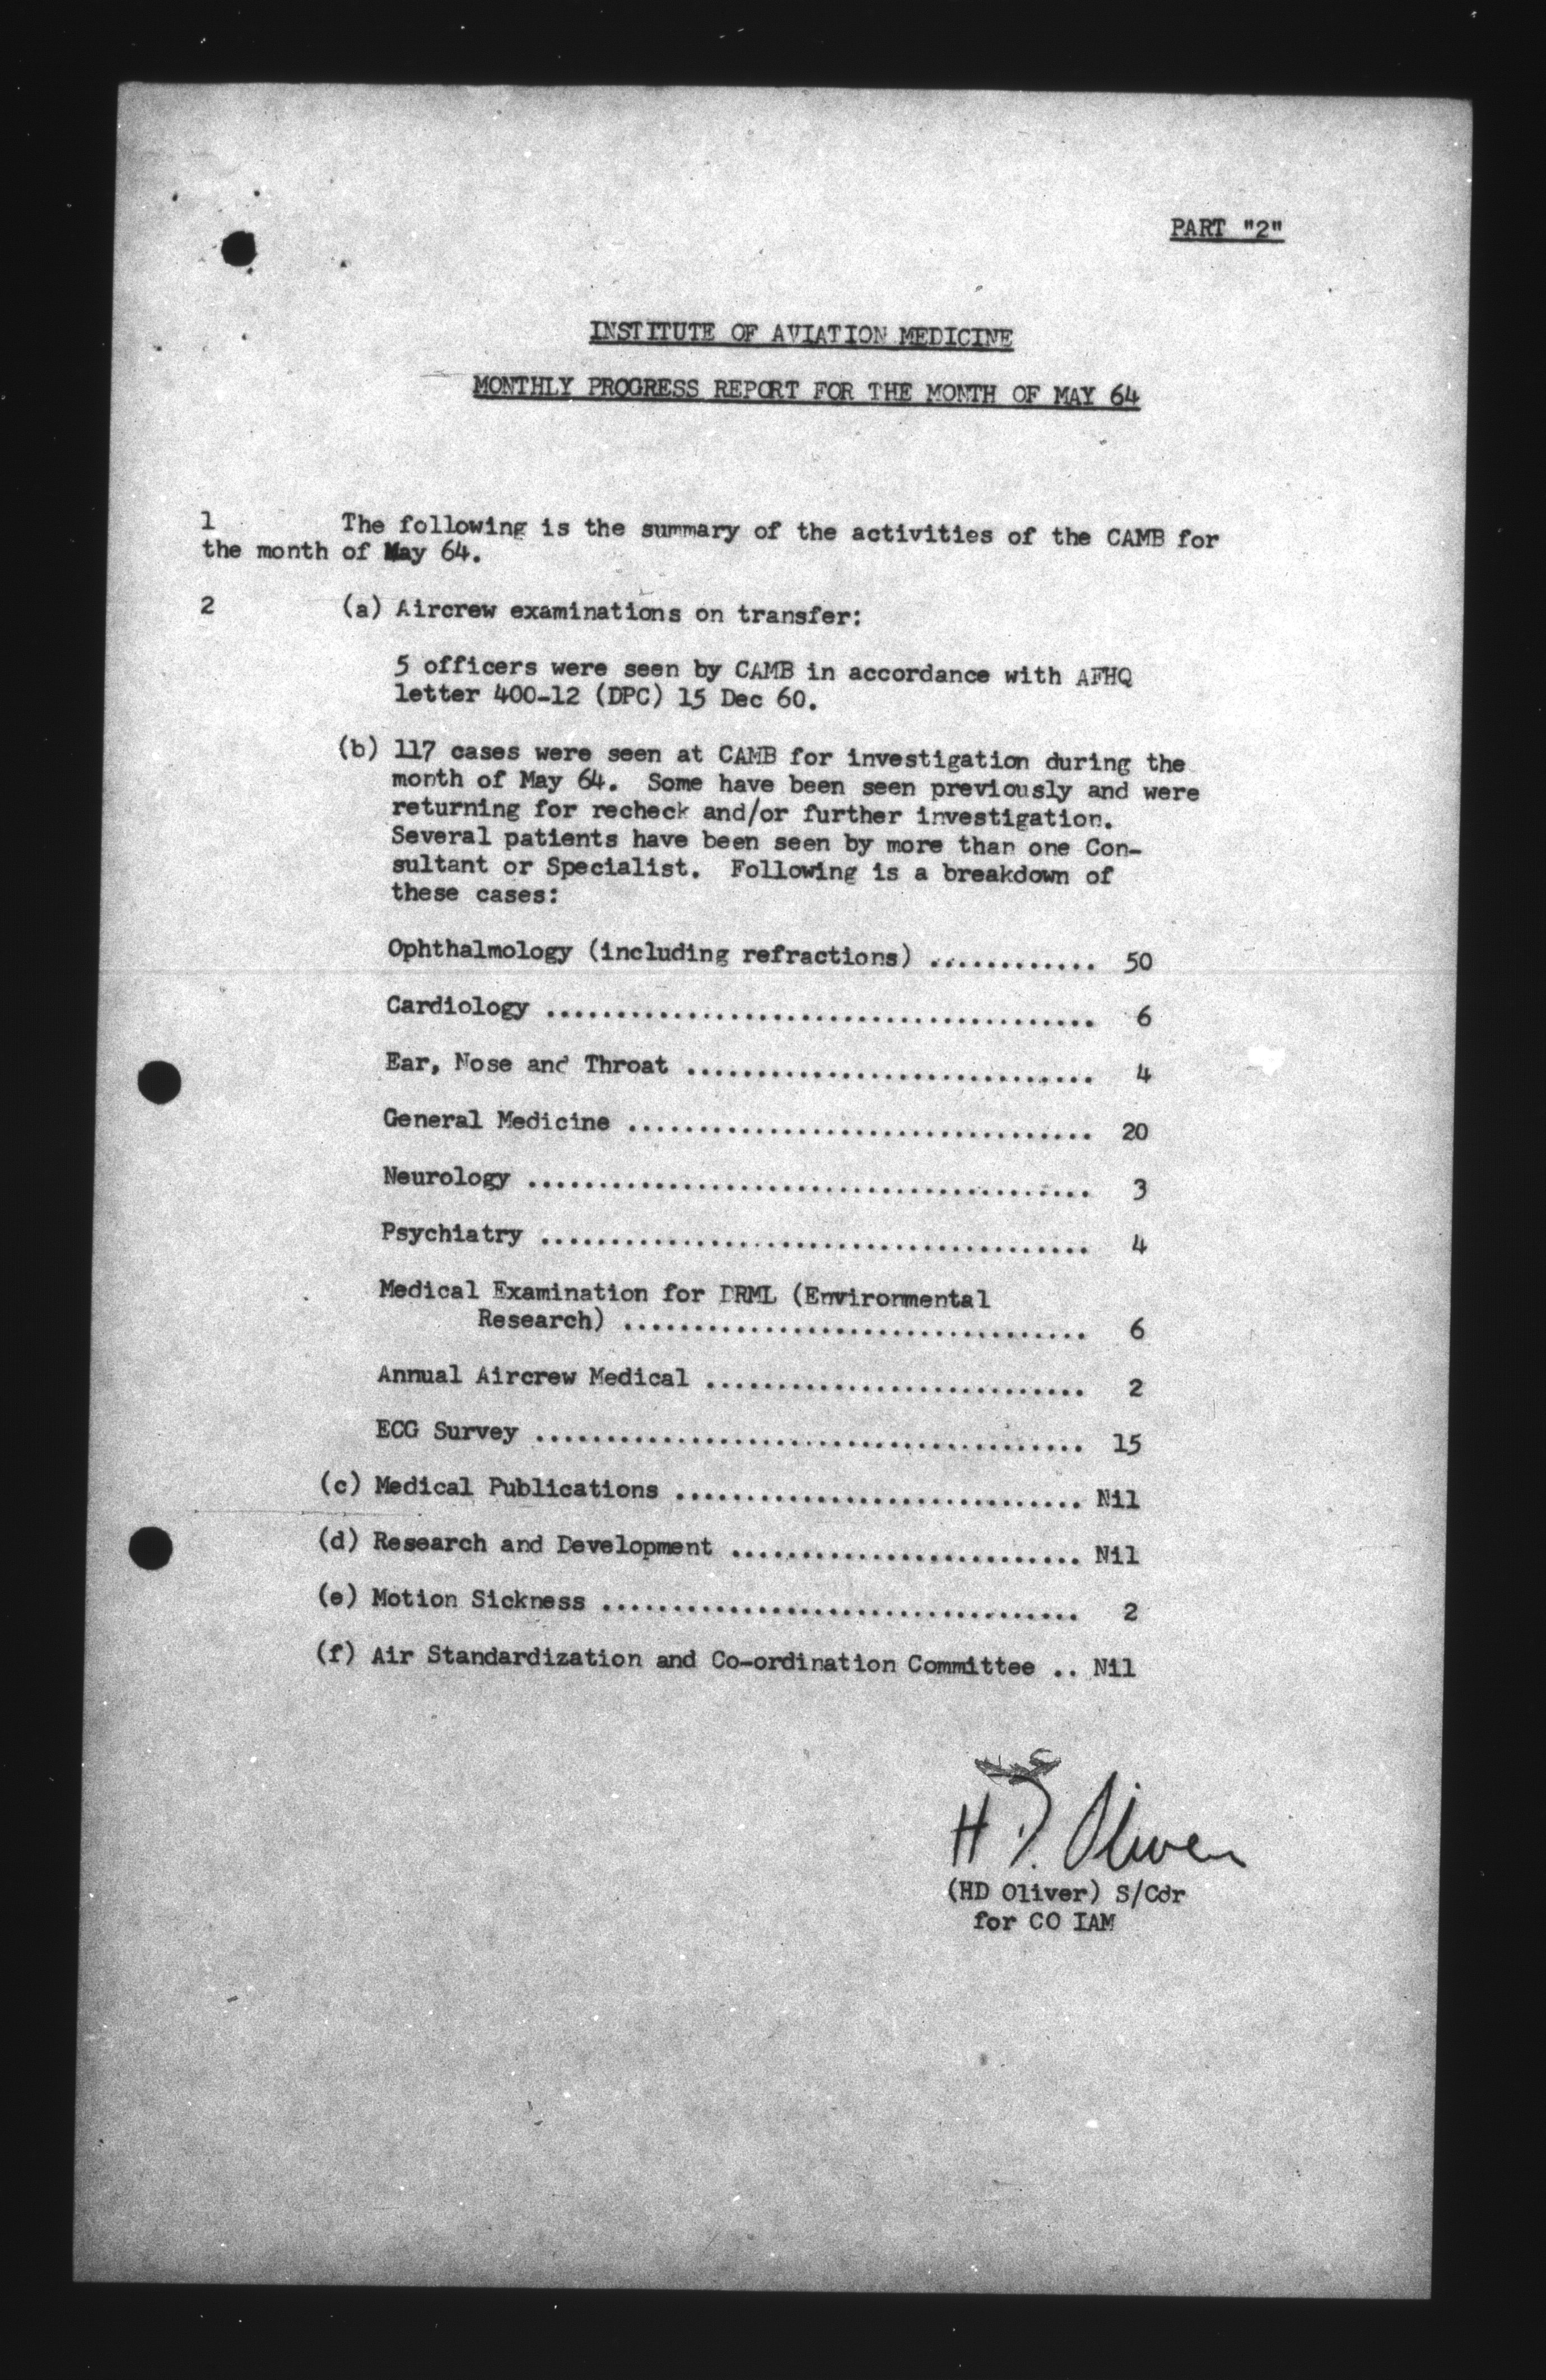 PART "2"
INSTITUTE OF AVIATION MEDICINE
MONTHLY PROGRESS REPORT FOR THE MONTH OF MAY 64
1 The following is the summary of the activities of the CAMB for
the month of May 64.
2 (a) Aircrew examinations on transfer:
5 officers were seen by CAMB in accordance with AFHQ
letter 400-12 (DPC) 15 Dec 60.
(b) 117 cases were seen at CAMB for investigation during the
month of May 64. Some have been seen previously and were
returning for recheck and/or further investigation.
Several patients have been seen by more than one Con-
sultant or Specialist. Following is a breakdown of
these cases:
Ophthalmology (including refractions) ............ 50
Cardiology ....................................... 6
Ear, Nose and Throat ............................. 4
General Medicine ................................. 20
Neurology ........................................ 3
Psychiatry ....................................... 4
Medical Examination for DRML (Environmental
Research) ................................. 6
Annual Aircrew Medical ........................... 2
ECG Survey ....................................... 15
(c) Medical Publications ............................. Nil
(d) Research and Development ......................... Nil
(e) Motion Sickness .................................. 2
(f) Air Standardization and Co-ordination Committee .. Nil
H D. Oliver
(HD Oliver) S/Cdr
for CO IAM